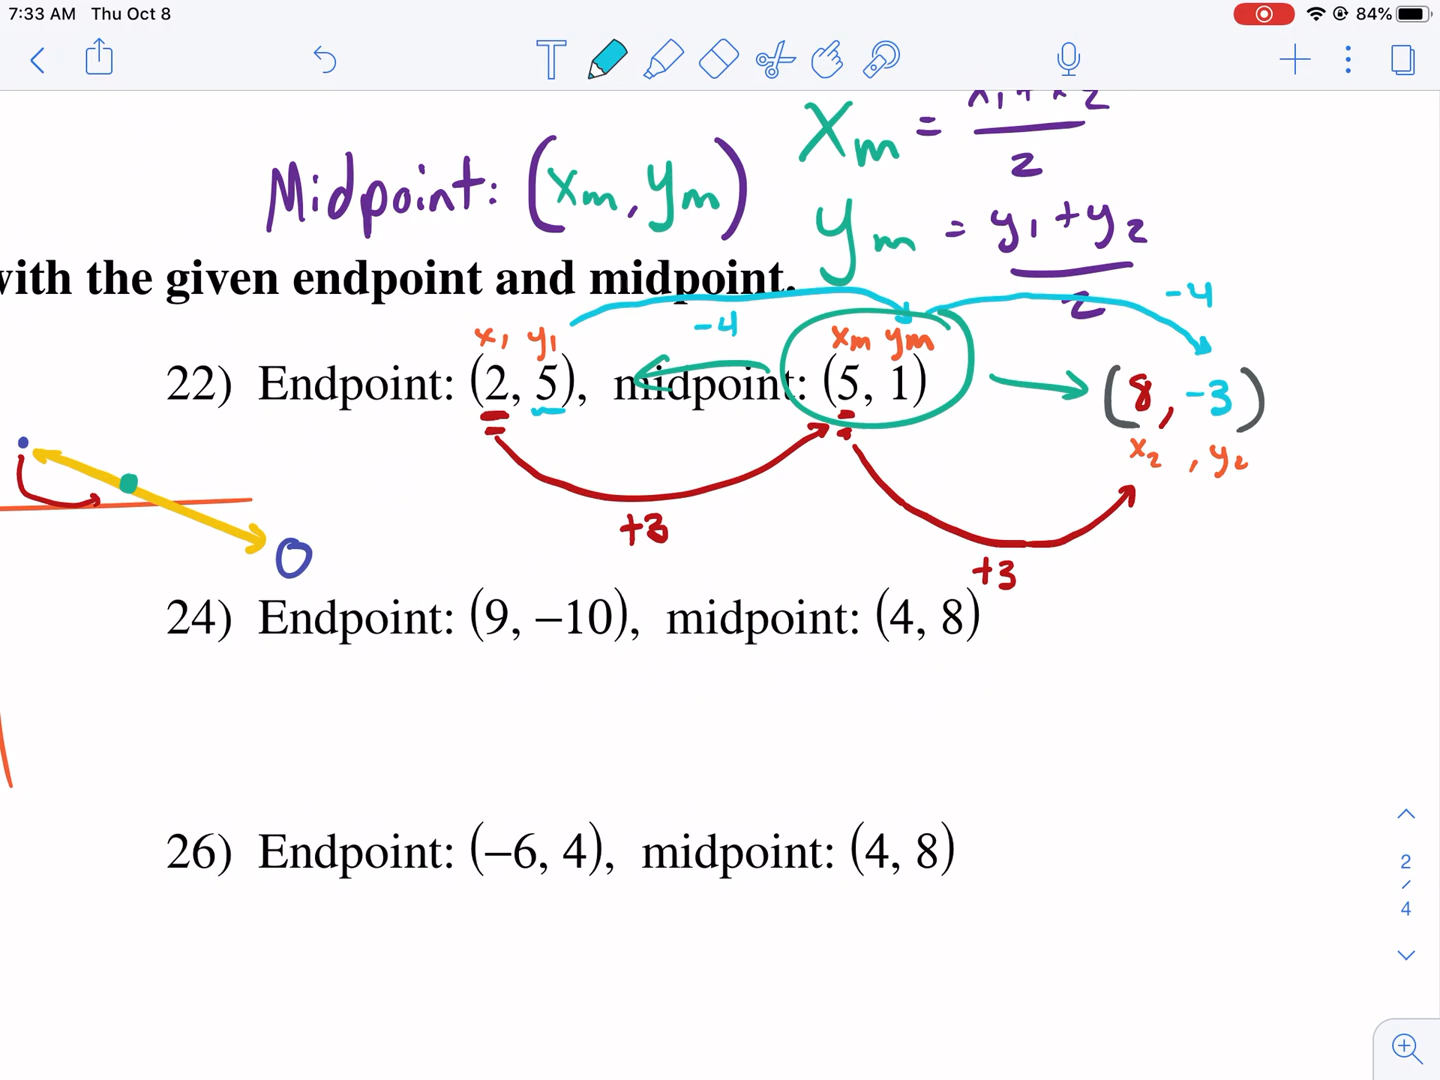 7:33 AM Thu Oct 8 84%
x₁ + x₂
Xm = 
2
Midpoint: (xm, ym)
ym = y₁ + y₂
2
with the given endpoint and midpoint.
-4 -4
x₁ y₁ xm ym
22) Endpoint: (2, 5), midpoint: (5, 1) (8, -3)
x₂, y₂
+3
+3
24) Endpoint: (9, −10), midpoint: (4, 8)
26) Endpoint: (−6, 4), midpoint: (4, 8)
2
/
4